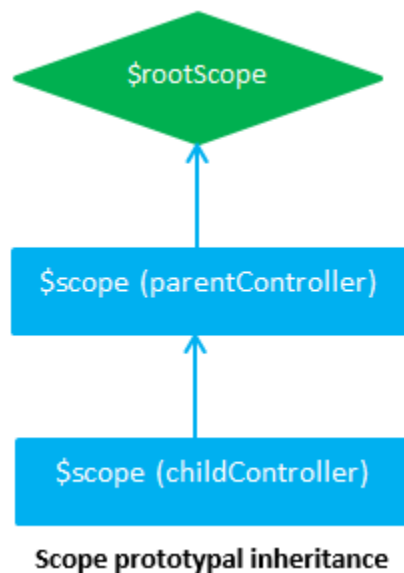 $rootScope
$scope (parentController)
$scope (childController)
Scope prototypal inheritance